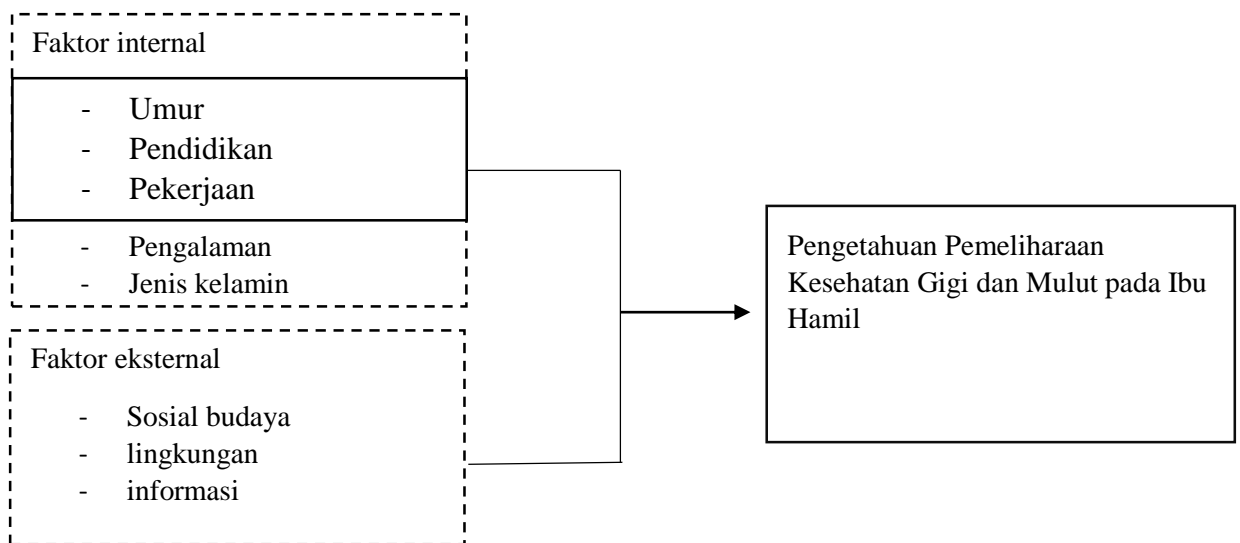 Faktor internal
- Umur
- Pendidikan
- Pekerjaan
- Pengalaman
- Jenis kelamin
Faktor eksternal
- Sosial budaya
- lingkungan
- informasi
Pengetahuan Pemeliharaan
Kesehatan Gigi dan Mulut pada Ibu
Hamil